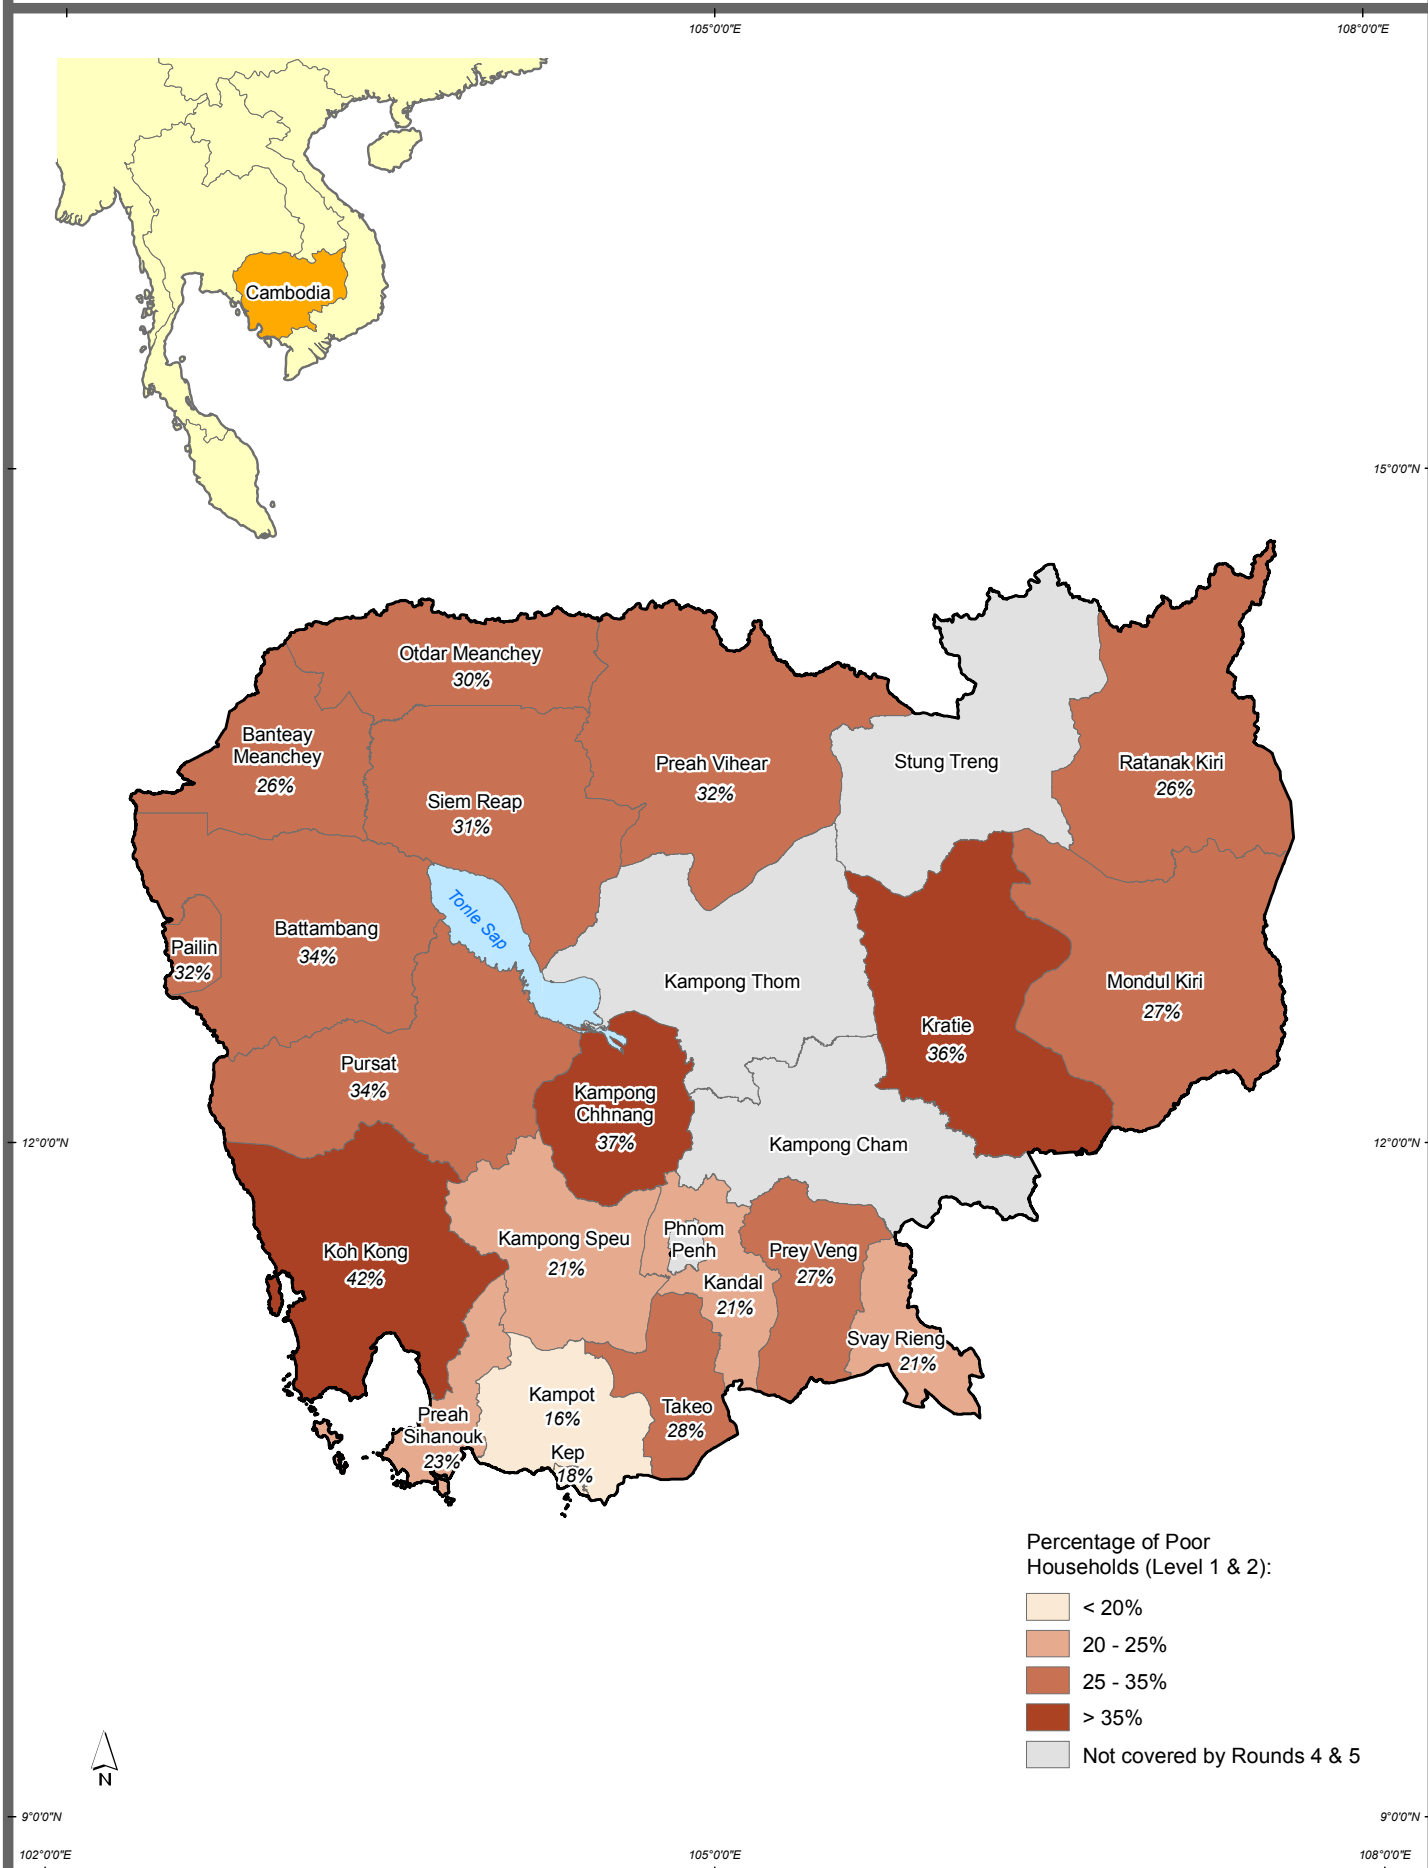 105°0'0"E
108°0'0"E
Cambodia
15°0'0"N
Otdar Meanchey
30%
Banteay
Meanchey
26%
Siem Reap
31%
Preah Vihear
32%
Stung Treng
Ratanak Kiri
26%
Tonle Sap
Battambang
34%
Pailin
32%
Kampong Thom
Mondul Kiri
27%
Kratie
36%
Pursat
34%
Kampong
Chhnang
37%
12°0'0"N
Kampong Cham
12°0'0"N
Koh Kong
42%
Kampong Speu
21%
Phnom
Penh
Kandal
21%
Prey Veng
27%
Svay Rieng
21%
Kampot
16%
Takeo
28%
Preah
Sihanouk
23%
Kep
18%
Percentage of Poor
Households (Level 1 & 2):
< 20%
20 - 25%
25 - 35%
> 35%
Not covered by Rounds 4 & 5
N
9°0'0"N
9°0'0"N
102°0'0"E
105°0'0"E
108°0'0"E